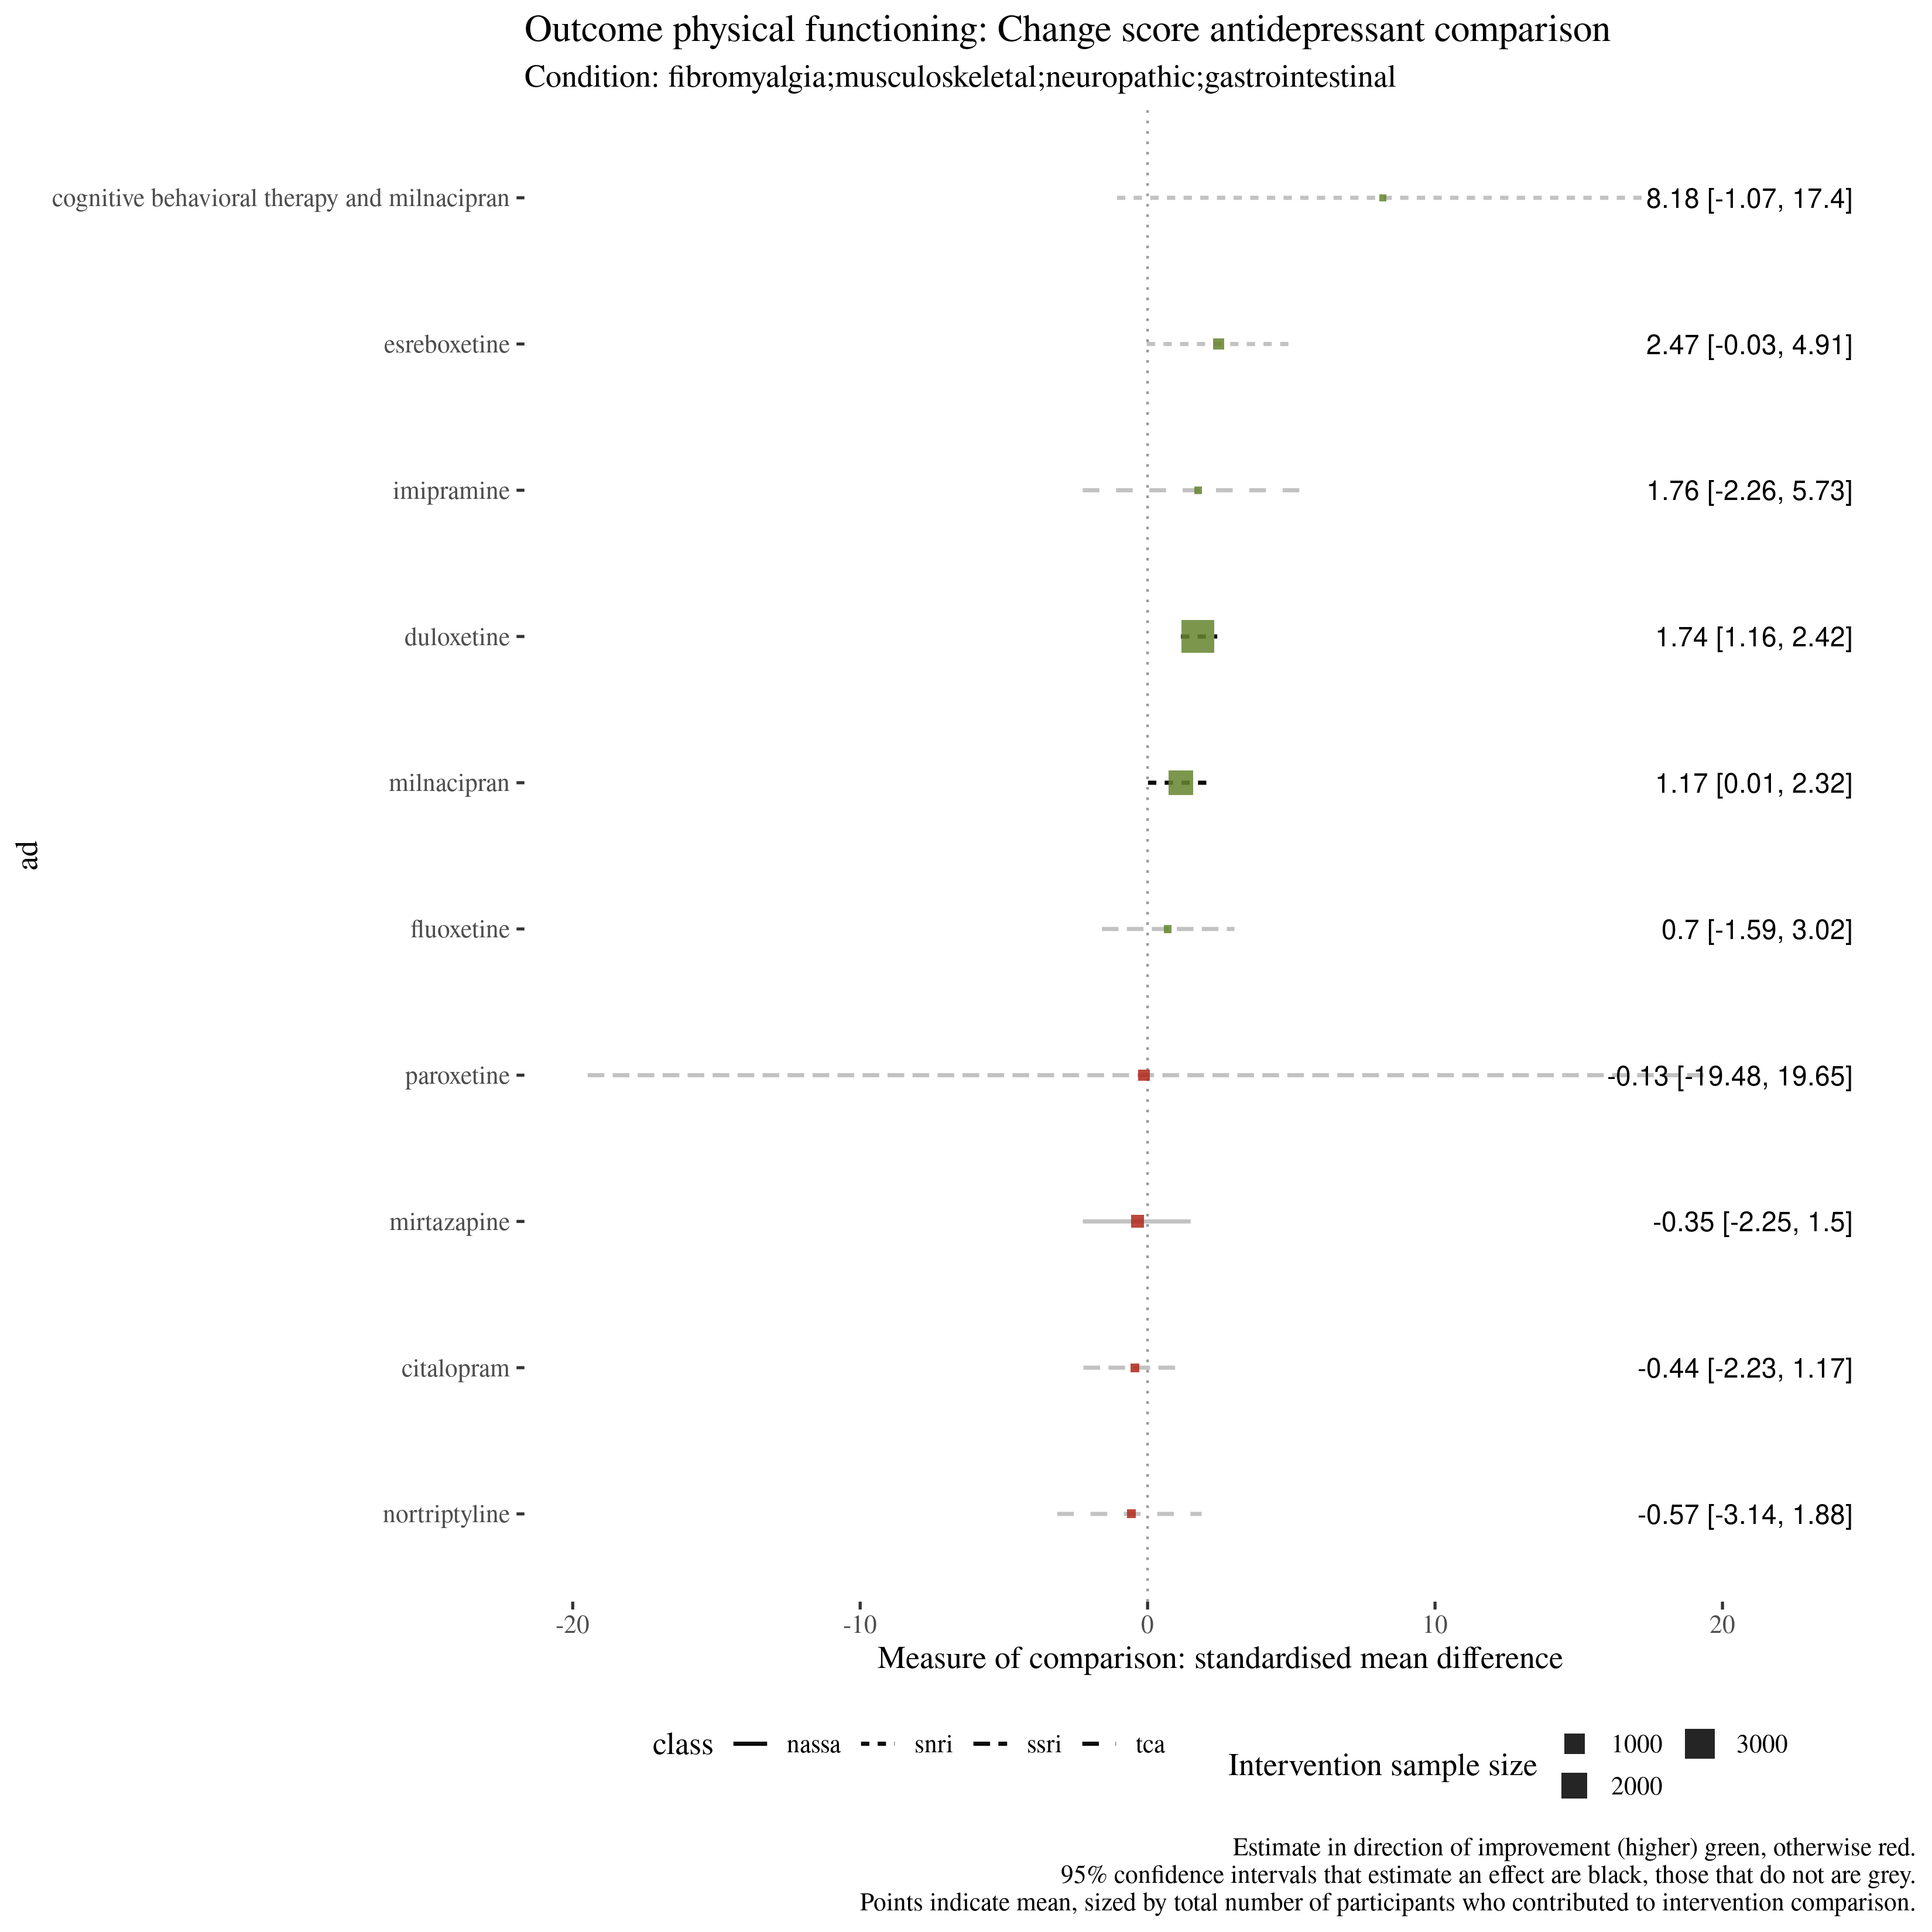 Outcome physical functioning: Change score antidepressant comparison
Condition: fibromyalgia;musculoskeletal;neuropathic;gastrointestinal
cognitive behavioral therapy and milnacipran 8.18 [-1.07, 17.4]
esreboxetine 2.47 [-0.03, 4.91]
imipramine 1.76 [-2.26, 5.73]
duloxetine 1.74 [1.16, 2.42]
milnacipran 1.17 [0.01, 2.32]
ad
fluoxetine 0.7 [-1.59, 3.02]
paroxetine -0.13 [-19.48, 19.65]
mirtazapine -0.35 [-2.25, 1.5]
citalopram -0.44 [-2.23, 1.17]
nortriptyline -0.57 [-3.14, 1.88]
-20 -10 0 10 20
Measure of comparison: standardised mean difference
class nassa snri ssri tca
Intervention sample size 1000 3000
2000
Estimate in direction of improvement (higher) green, otherwise red.
95% confidence intervals that estimate an effect are black, those that do not are grey.
Points indicate mean, sized by total number of participants who contributed to intervention comparison.